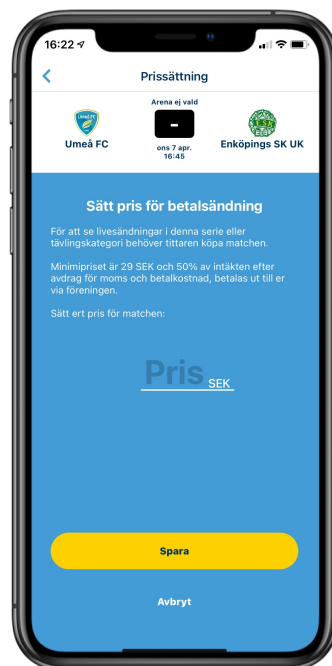 16:22
Prissättning
Arena ej vald
-
Umeå FC
Enköpings SK UK
ons 7 apr.
16:45
Sätt pris för betalsändning
För att se livesändningar i denna serie eller
tävlingskategori behöver tittaren köpa matchen.
Minimipriset är 29 SEK och 50% av intäkten efter
avdrag för moms och betalkostnad, betalas ut till er
via föreningen.
Sätt ert pris för matchen:
Pris SEK
Spara
Avbryt